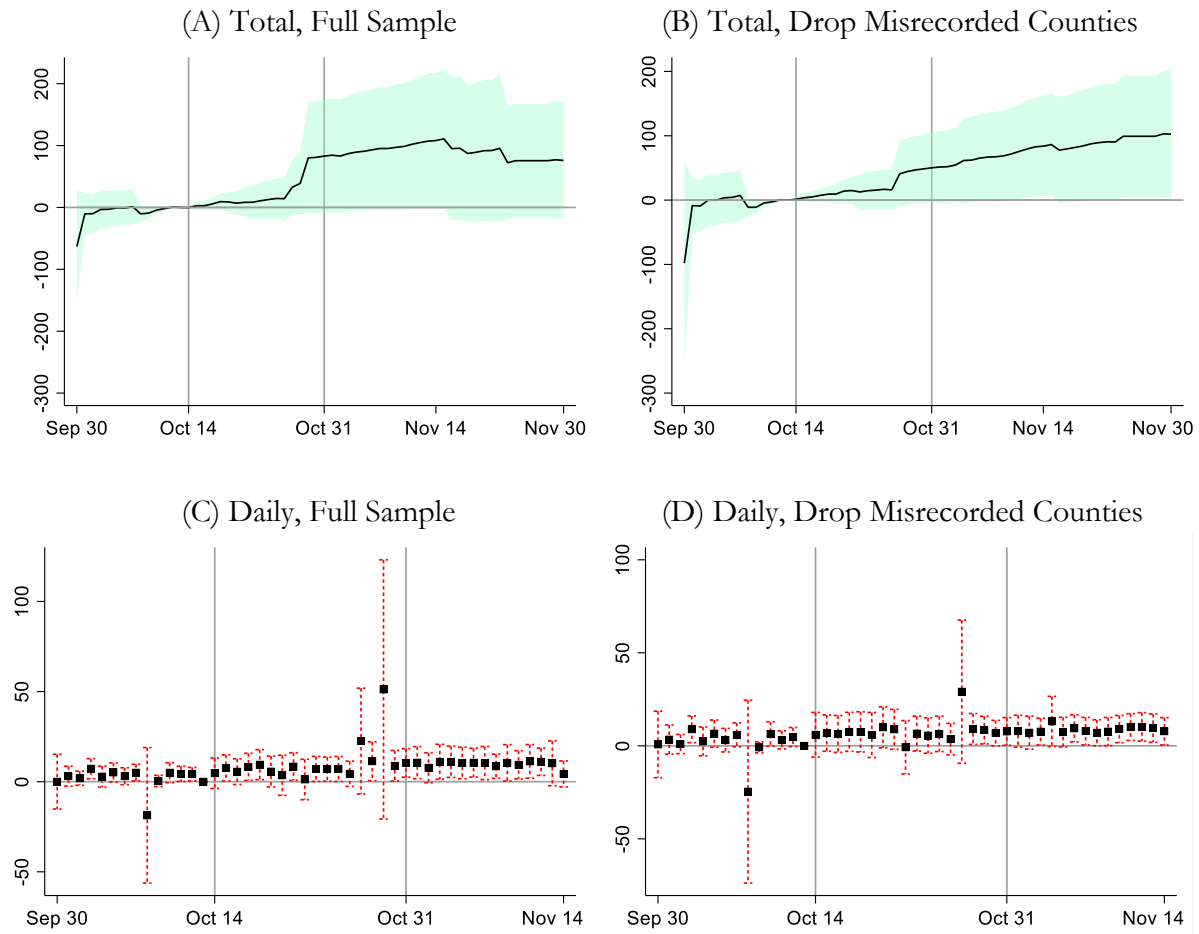 (A) Total, Full Sample
200
100
0
-100
-200
-300
Sep 30 Oct 14 Oct 31 Nov 14 Nov 30
(B) Total, Drop Misrecorded Counties
200
100
0
-100
-200
-300
Sep 30 Oct 14 Oct 31 Nov 14 Nov 30
(C) Daily, Full Sample
100
50
0
-50
Sep 30 Oct 14 Oct 31 Nov 14
(D) Daily, Drop Misrecorded Counties
100
50
0
-50
Sep 30 Oct 14 Oct 31 Nov 14